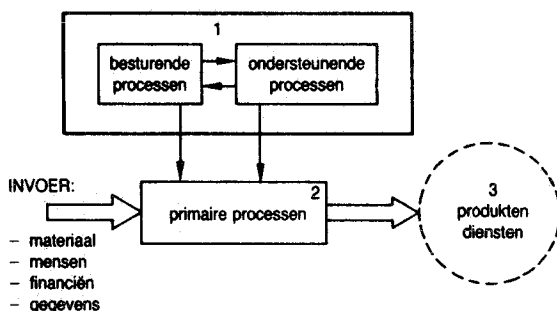 1
besturende
processen
ondersteunende
processen
INVOER:
2
primaire processen
3
produkten
diensten
– materiaal
– mensen
– financiën
– gegevens